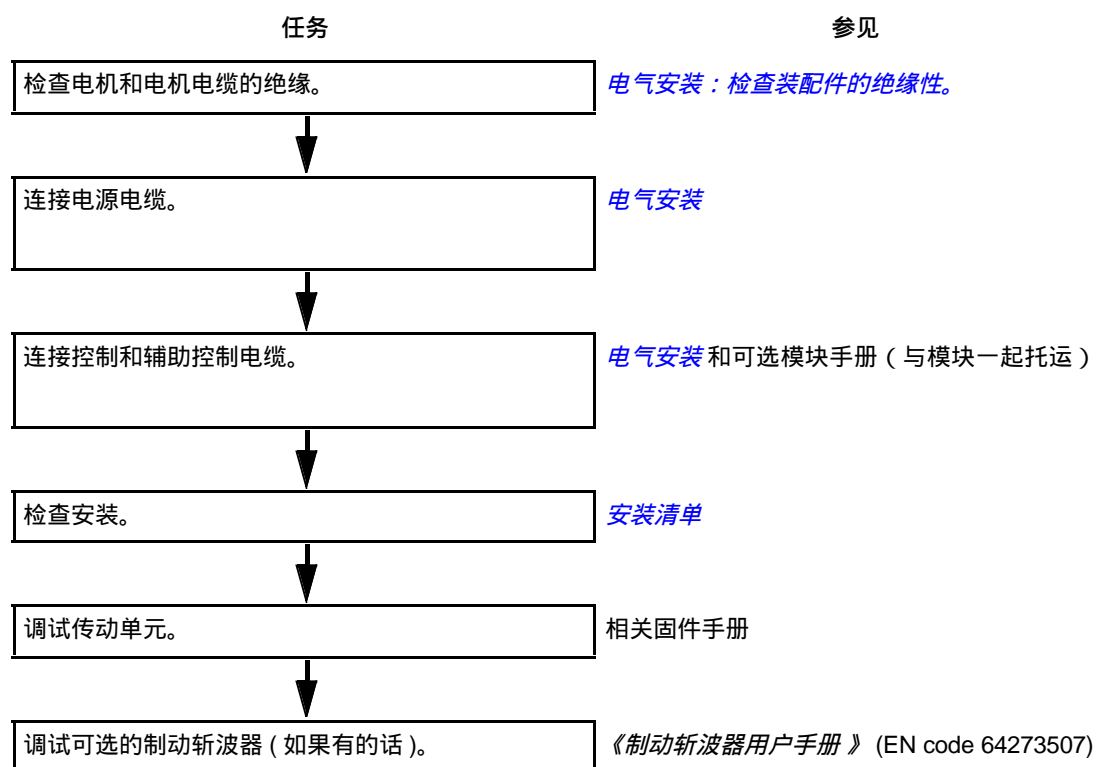 任务 参见
检查电机和电机电缆的绝缘。 电气安装：检查装配件的绝缘性。
连接电源电缆。 电气安装
连接控制和辅助控制电缆。 电气安装 和可选模块手册（与模块一起托运）
检查安装。 安装清单
调试传动单元。 相关固件手册
调试可选的制动斩波器 ( 如果有的话 )。 《制动斩波器用户手册 》 (EN code 64273507)